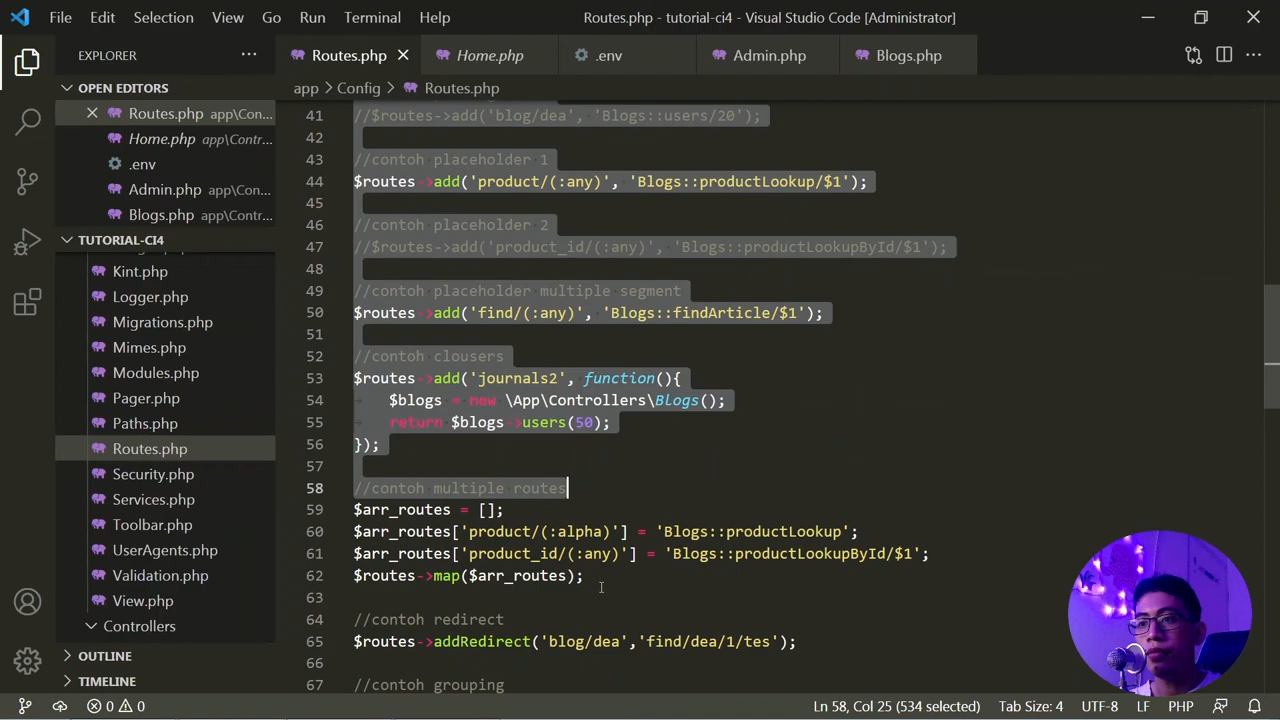 File Edit Selection View Go Run Terminal Help Routes.php - tutorial-ci4 - Visual Studio Code [Administrator]
EXPLORER
Routes.php Home.php .env Admin.php Blogs.php
OPEN EDITORS
Routes.php app\Con...
Home.php app\Contr...
.env
Admin.php app\Contr...
Blogs.php app\Contr...
TUTORIAL-CI4
Kint.php
Logger.php
Migrations.php
Mimes.php
Modules.php
Pager.php
Paths.php
Routes.php
Security.php
Services.php
Toolbar.php
UserAgents.php
Validation.php
View.php
Controllers
OUTLINE
TIMELINE
app > Config > Routes.php
41 //$routes->add('blog/dea', 'Blogs::users/20');
42
43 //contoh placeholder 1
44 $routes->add('product/(:any)', 'Blogs::productLookup/$1');
45
46 //contoh placeholder 2
47 //$routes->add('product_id/(:any)', 'Blogs::productLookupById/$1');
48
49 //contoh placeholder multiple segment
50 $routes->add('find/(:any)', 'Blogs::findArticle/$1');
51
52 //contoh clousers
53 $routes->add('journals2', function(){
54 $blogs = new \App\Controllers\Blogs();
55 return $blogs->users(50);
56 });
57
58 //contoh multiple routes
59 $arr_routes = [];
60 $arr_routes['product/(:alpha)'] = 'Blogs::productLookup';
61 $arr_routes['product_id/(:any)'] = 'Blogs::productLookupById/$1';
62 $routes->map($arr_routes);
63
64 //contoh redirect
65 $routes->addRedirect('blog/dea','find/dea/1/tes');
66
67 //contoh grouping
0 0 Ln 58, Col 25 (534 selected) Tab Size: 4 UTF-8 LF PHP